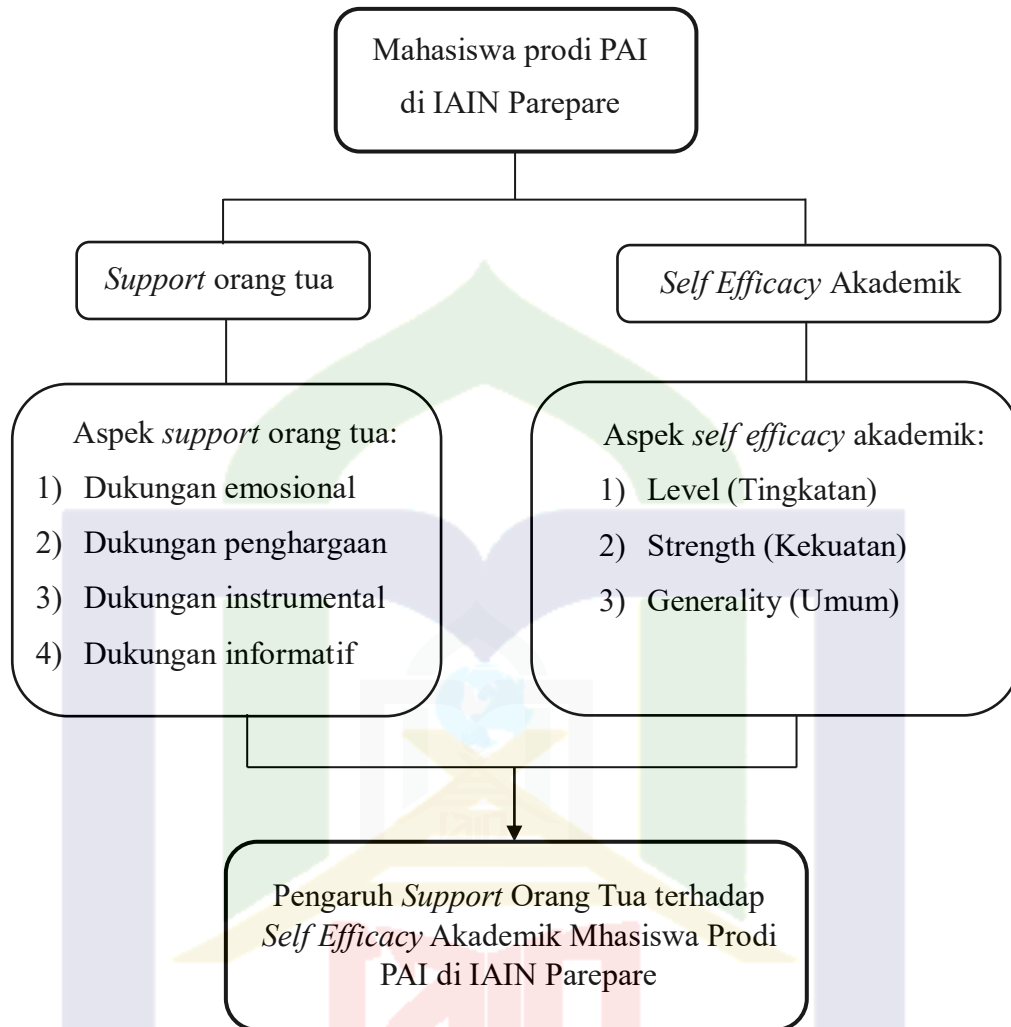 Mahasiswa prodi PAI
di IAIN Parepare
Support orang tua
Self Efficacy Akademik
Aspek support orang tua:
1) Dukungan emosional
2) Dukungan penghargaan
3) Dukungan instrumental
4) Dukungan informatif
Aspek self efficacy akademik:
1) Level (Tingkatan)
2) Strength (Kekuatan)
3) Generality (Umum)
Pengaruh Support Orang Tua terhadap
Self Efficacy Akademik Mhasiswa Prodi
PAI di IAIN Parepare